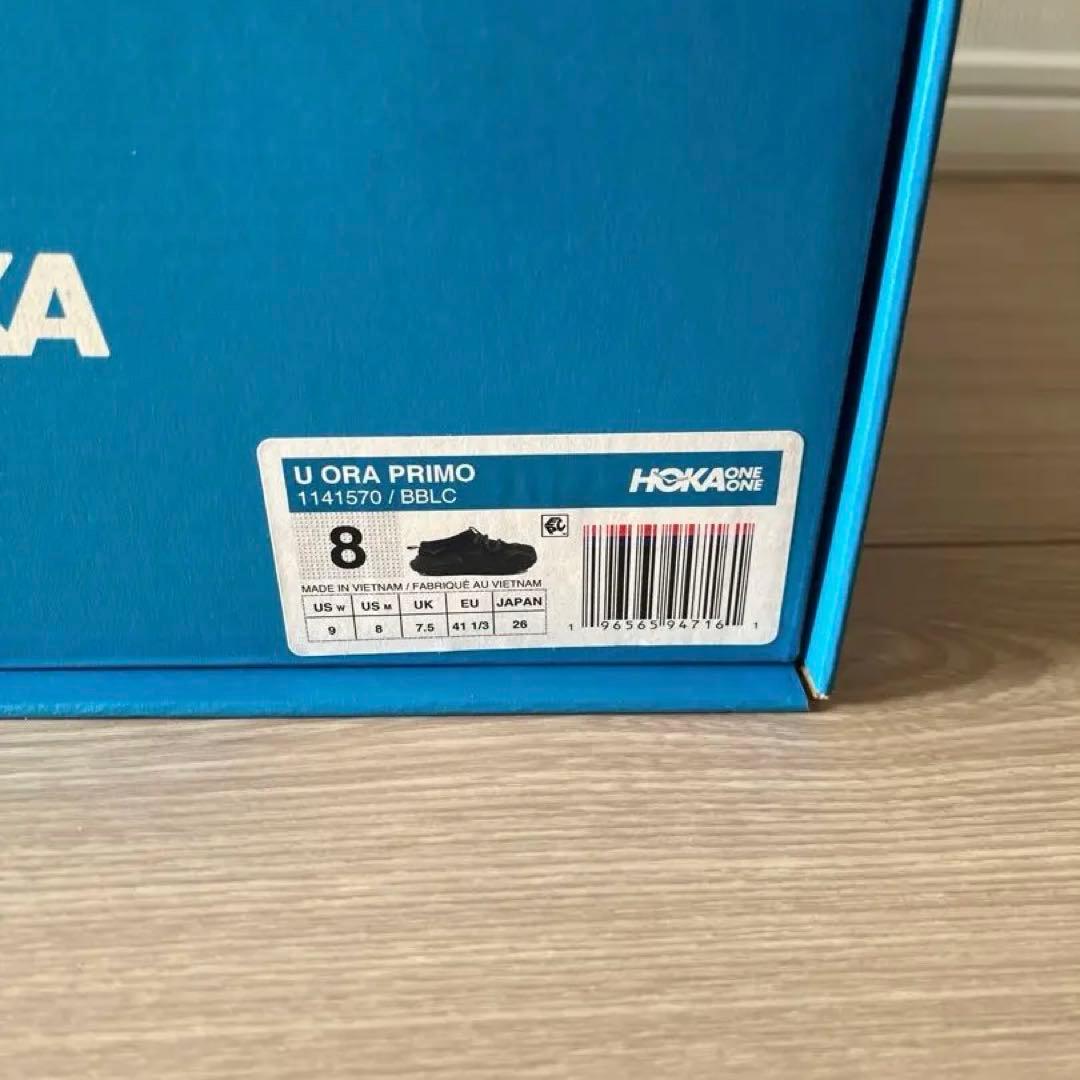 KA
U ORA PRIMO
1141570 / BBLC
HOKA ONE ONE
8
MADE IN VIETNAM / FABRIQUÉ AU VIETNAM
US W US M UK EU JAPAN
9 8 7.5 41 1/3 26
1 96565 94716 1